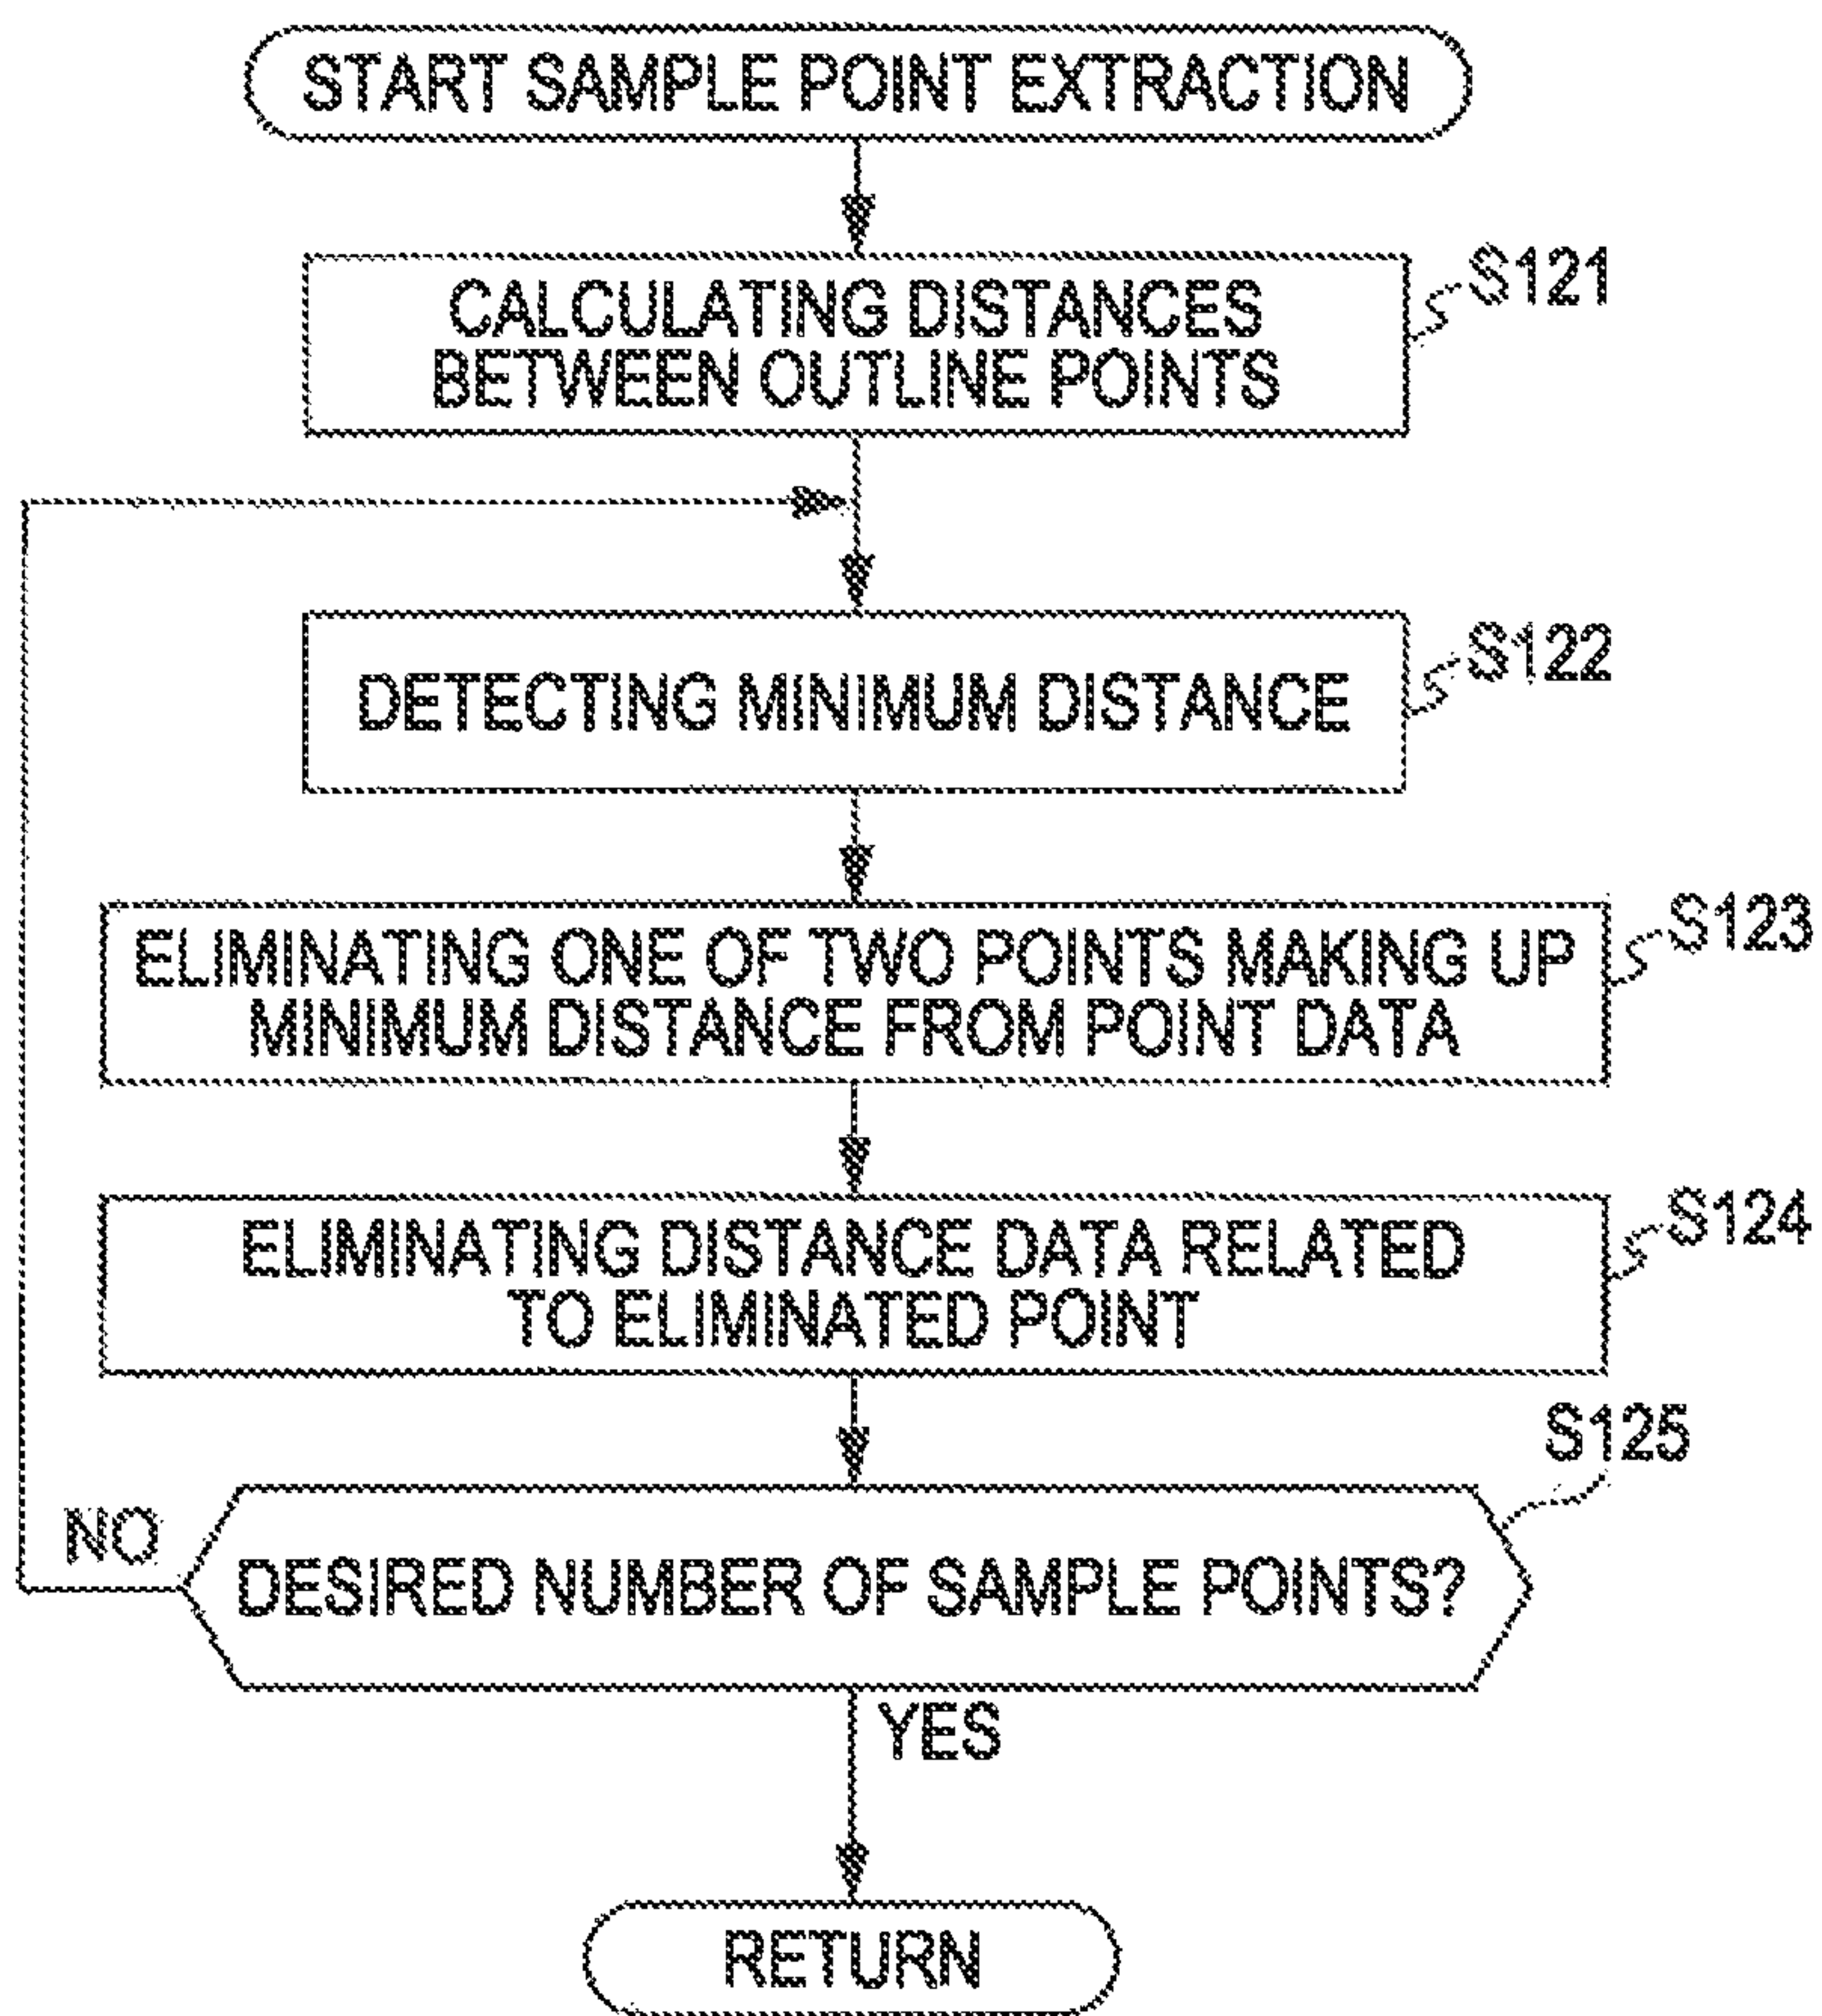 START SAMPLE POINT EXTRACTION
CALCULATING DISTANCES
BETWEEN OUTLINE POINTS
S121
DETECTING MINIMUM DISTANCE
S122
ELIMINATING ONE OF TWO POINTS MAKING UP
MINIMUM DISTANCE FROM POINT DATA
S123
ELIMINATING DISTANCE DATA RELATED
TO ELIMINATED POINT
S124
S125
NO
DESIRED NUMBER OF SAMPLE POINTS?
YES
RETURN